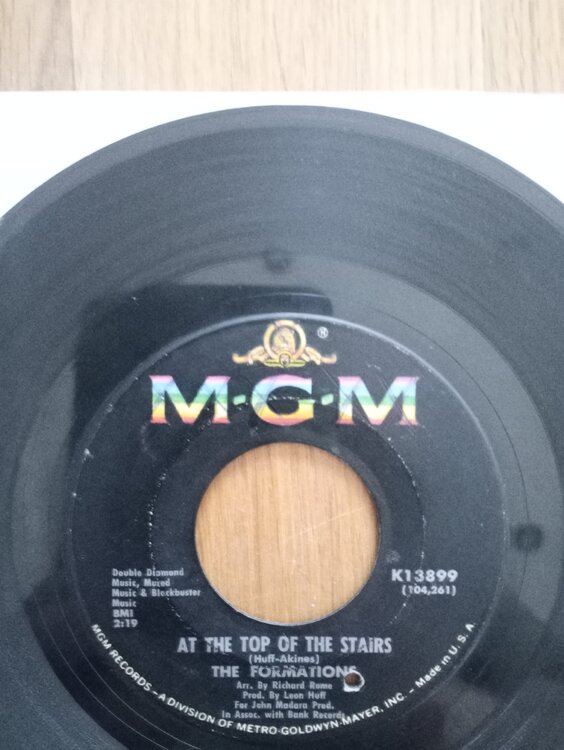 ®
M·G·M
Double Diamond
Music, Mured
Music & Blockbuster
Music
BMI
2:19
K13899
(104,261)
AT THE TOP OF THE STAIRS
(Huff-Akines)
THE FORMATIONS
Arr. By Richard Rome
Prod. By Leon Huff
For John Madara Prod.
In Assoc. with Bank Records
MGM RECORDS – A DIVISION OF METRO-GOLDWYN-MAYER, INC. – Made in U.S.A.